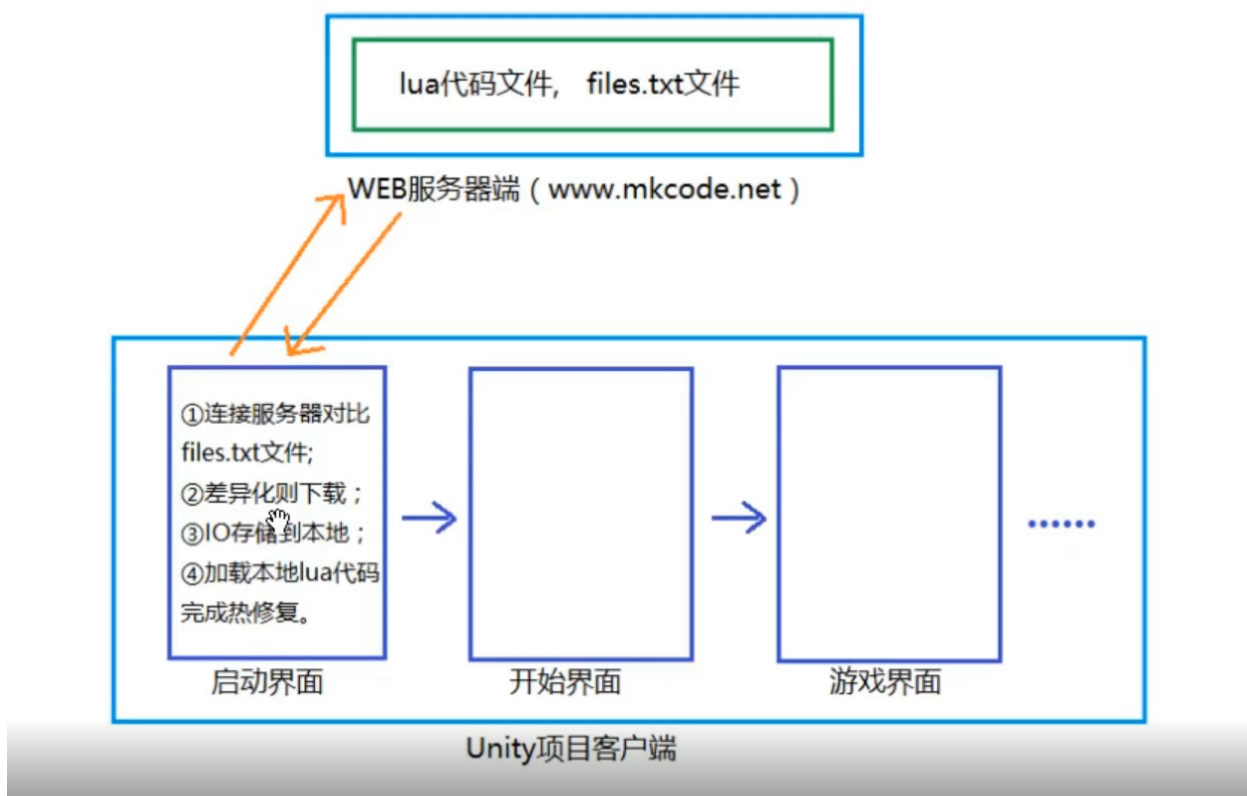 lua代码文件, files.txt文件
WEB服务器端（www.mkcode.net）
①连接服务器对比
files.txt文件;
②差异化则下载；
③IO存储到本地；
④加载本地lua代码
完成热修复。
启动界面
开始界面
游戏界面
......
Unity项目客户端